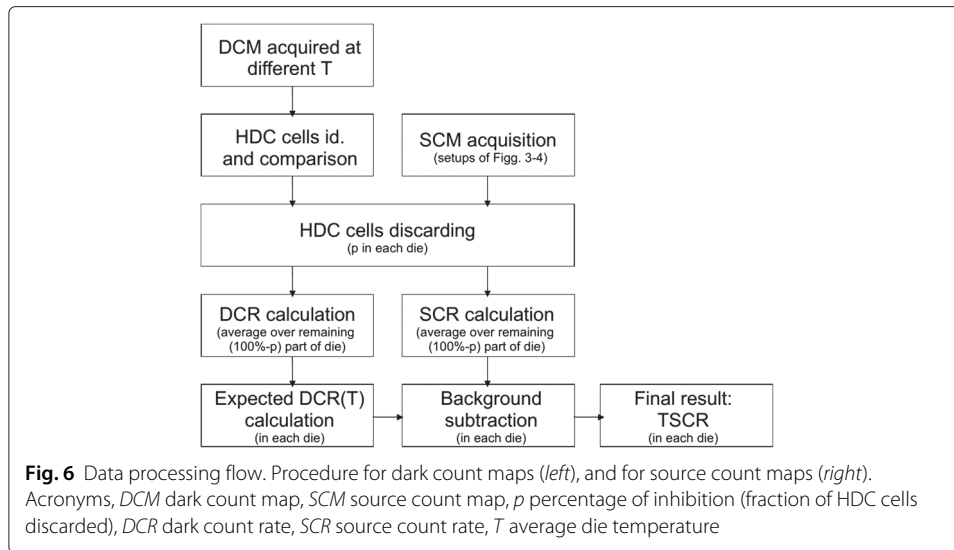 DCM acquired at
different T
HDC cells id.
and comparison
SCM acquisition
(setups of Figg. 3-4)
HDC cells discarding
(p in each die)
DCR calculation
(average over remaining
(100%-p) part of die)
SCR calculation
(average over remaining
(100%-p) part of die)
Expected DCR(T)
calculation
(in each die)
Background
subtraction
(in each die)
Final result:
TSCR
(in each die)
Fig. 6 Data processing flow. Procedure for dark count maps (left), and for source count maps (right).
Acronyms, DCM dark count map, SCM source count map, p percentage of inhibition (fraction of HDC cells
discarded), DCR dark count rate, SCR source count rate, T average die temperature